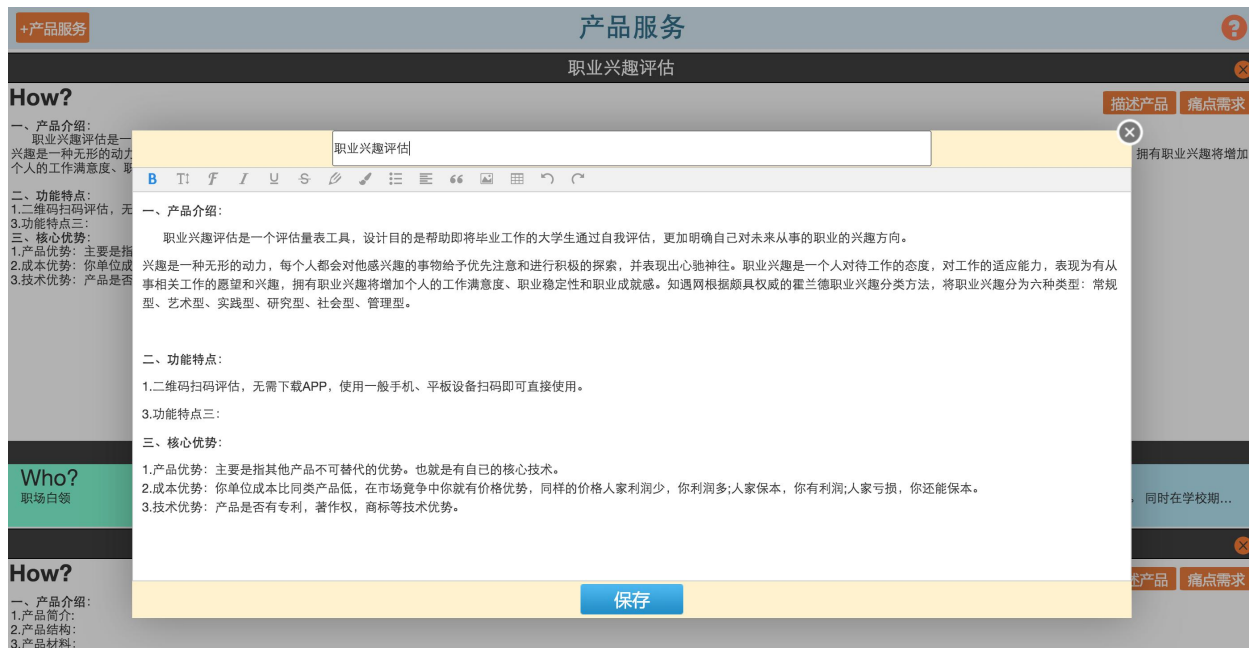 +产品服务
产品服务
?
职业兴趣评估
How?
描述产品
痛点需求
一、产品介绍:
职业兴趣评估是一
兴趣是一种无形的动力
个人的工作满意度、职
拥有职业兴趣将增加
二、功能特点:
1.二维码扫码评估，无
3.功能特点三:
三、核心优势:
1.产品优势：主要是指
2.成本优势：你单位成
3.技术优势：产品是否
职业兴趣评估
一、产品介绍：
职业兴趣评估是一个评估量表工具，设计目的是帮助即将毕业工作的大学生通过自我评估，更加明确自己对未来从事的职业的兴趣方向。
兴趣是一种无形的动力，每个人都会对他感兴趣的事物给予优先注意和进行积极的探索，并表现出心驰神往。职业兴趣是一个人对待工作的态度，对工作的适应能力，表现为有从
事相关工作的愿望和兴趣，拥有职业兴趣将增加个人的工作满意度、职业稳定性和职业成就感。知遇网根据颇具权威的霍兰德职业兴趣分类方法，将职业兴趣分为六种类型：常规
型、艺术型、实践型、研究型、社会型、管理型。
二、功能特点：
1.二维码扫码评估，无需下载APP，使用一般手机、平板设备扫码即可直接使用。
3.功能特点三：
三、核心优势：
1.产品优势：主要是指其他产品不可替代的优势。也就是有自已的核心技术。
2.成本优势：你单位成本比同类产品低，在市场竟争中你就有价格优势，同样的价格人家利润少，你利润多;人家保本，你有利润;人家亏损，你还能保本。
3.技术优势：产品是否有专利，著作权，商标等技术优势。
保存
Who?
职场白领
同时在学校期...
How?
述产品
痛点需求
一、产品介绍:
1.产品简介:
2.产品结构:
3.产品材料: